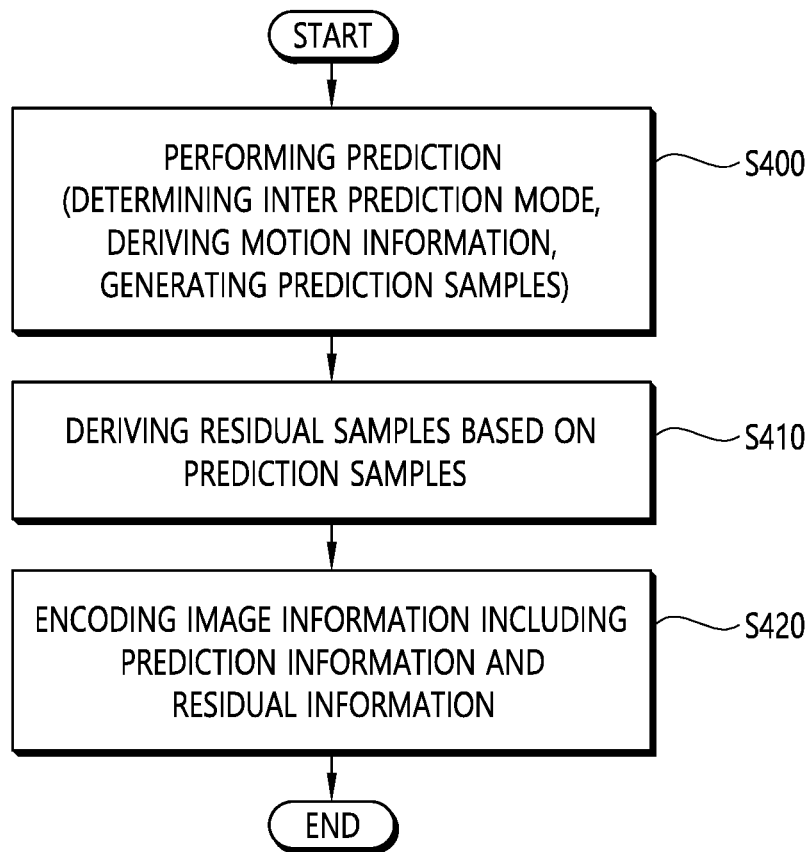 START
PERFORMING PREDICTION
(DETERMINING INTER PREDICTION MODE,
DERIVING MOTION INFORMATION,
GENERATING PREDICTION SAMPLES)
S400
DERIVING RESIDUAL SAMPLES BASED ON
PREDICTION SAMPLES
S410
ENCODING IMAGE INFORMATION INCLUDING
PREDICTION INFORMATION AND
RESIDUAL INFORMATION
S420
END